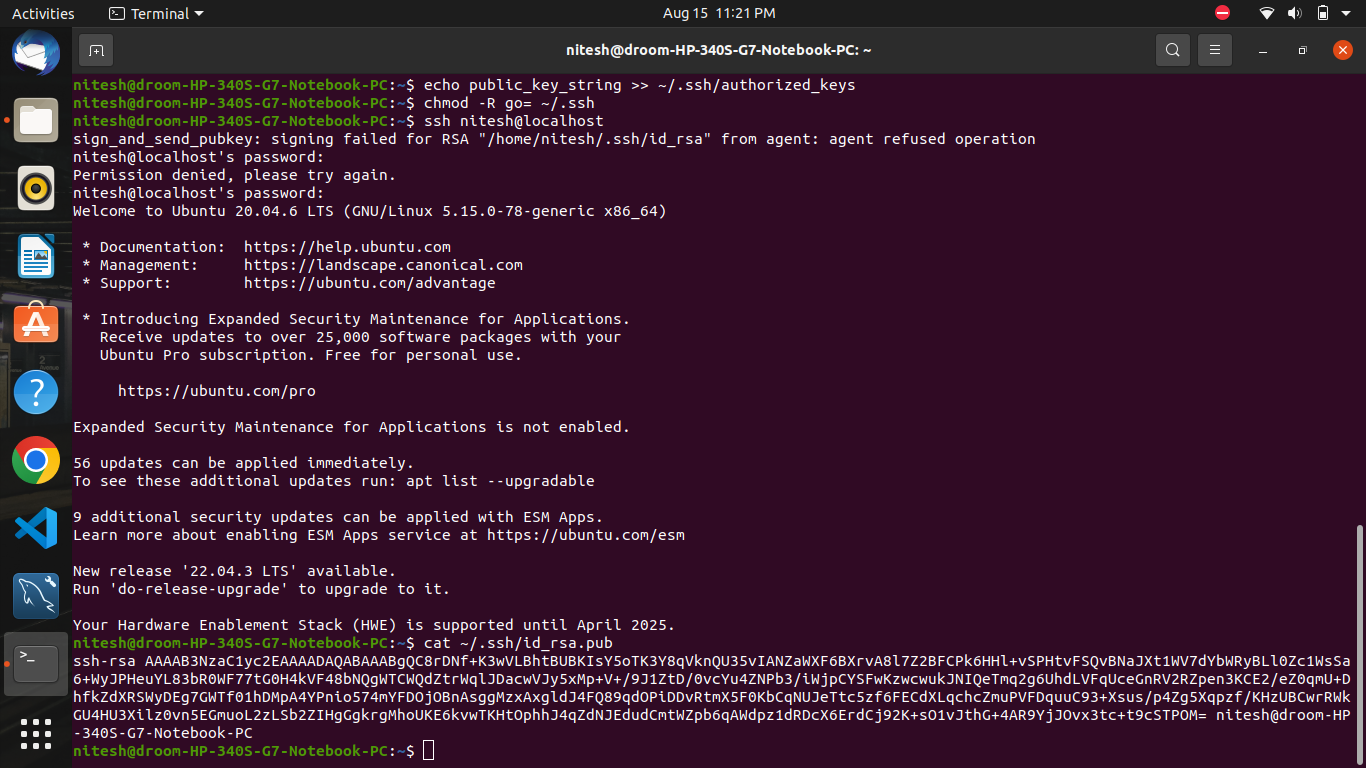 Activities
Terminal
Aug 15 11:21 PM
nitesh@droom-HP-340S-G7-Notebook-PC: ~
nitesh@droom-HP-340S-G7-Notebook-PC:~$ echo public_key_string >> ~/.ssh/authorized_keys
nitesh@droom-HP-340S-G7-Notebook-PC:~$ chmod -R go= ~/.ssh
nitesh@droom-HP-340S-G7-Notebook-PC:~$ ssh nitesh@localhost
sign_and_send_pubkey: signing failed for RSA "/home/nitesh/.ssh/id_rsa" from agent: agent refused operation
nitesh@localhost's password:
Permission denied, please try again.
nitesh@localhost's password:
Welcome to Ubuntu 20.04.6 LTS (GNU/Linux 5.15.0-78-generic x86_64)
* Documentation:  https://help.ubuntu.com
* Management:     https://landscape.canonical.com
* Support:        https://ubuntu.com/advantage
* Introducing Expanded Security Maintenance for Applications.
Receive updates to over 25,000 software packages with your
Ubuntu Pro subscription. Free for personal use.
https://ubuntu.com/pro
Expanded Security Maintenance for Applications is not enabled.
56 updates can be applied immediately.
To see these additional updates run: apt list --upgradable
9 additional security updates can be applied with ESM Apps.
Learn more about enabling ESM Apps service at https://ubuntu.com/esm
New release '22.04.3 LTS' available.
Run 'do-release-upgrade' to upgrade to it.
Your Hardware Enablement Stack (HWE) is supported until April 2025.
nitesh@droom-HP-340S-G7-Notebook-PC:~$ cat ~/.ssh/id_rsa.pub
ssh-rsa AAAAB3NzaC1yc2EAAAADAQABAAABgQC8rDNf+K3wVLBhtBUBKIsY5oTK3Y8qVknQU35vIANZaWXF6BXrvA8l7Z2BFCPk6HHl+vSPHtvFSQvBNaJXt1WV7dYbWRyBLl0Zc1WsSa
6+WyJPHeuYL83bR0WF77tG0H4kVF48bNQgWTCWQdZtrWqlJDacwVJy5xMp+V+/9J1ZtD/0vcYu4ZNPb3/iWjpCYSFwKzwcwukJNIQeTmq2g6UhdLVFqUceGnRV2RZpen3KCE2/eZ0qmU+D
hfkZdXRSWyDEg7GWTf01hDMpA4YPnio574mYFDOjOBnAsggMzxAxgldJ4FQ89qdOPiDDvRtmX5F0KbCqNUJeTtc5zf6FECdXLqchcZmuPVFDquuC93+Xsus/p4Zg5Xqpzf/KHzUBCwrRWk
GU4HU3Xilz0vn5EGmuoL2zLSb2ZIHgGgkrgMhoUKE6kvwTKHtOphhJ4qZdNJEdudCmtWZpb6qAWdpz1dRDcX6ErdCj92K+sO1vJthG+4AR9YjJOvx3tc+t9cSTPOM= nitesh@droom-HP
-340S-G7-Notebook-PC
nitesh@droom-HP-340S-G7-Notebook-PC:~$